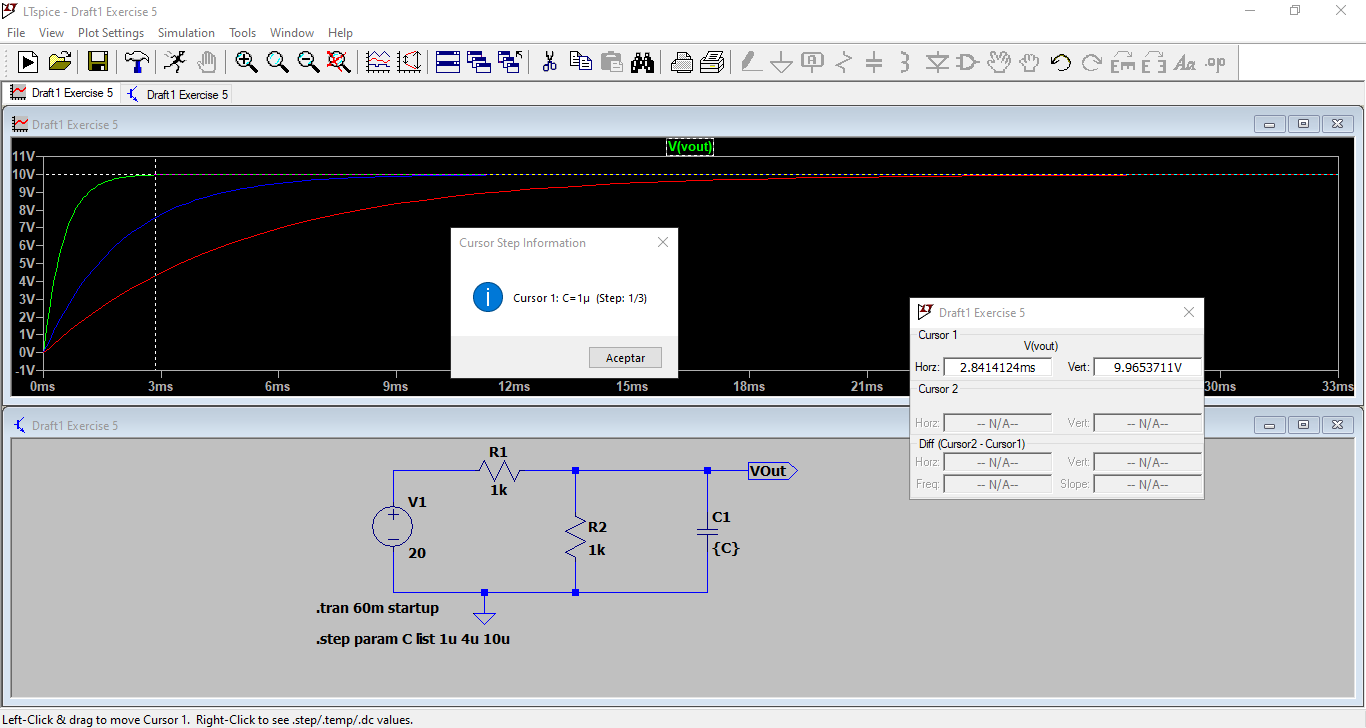 LTspice - Draft1 Exercise 5
File View Plot Settings Simulation Tools Window Help
Draft1 Exercise 5
Draft1 Exercise 5
Draft1 Exercise 5
V(vout)
11V
10V
9V
8V
7V
6V
5V
4V
3V
2V
1V
0V
-1V
0ms 3ms 6ms 9ms 12ms 15ms 18ms 21ms 30ms 33ms
Cursor Step Information
Cursor 1: C=1µ (Step: 1/3)
Aceptar
Draft1 Exercise 5
Cursor 1
V(vout)
Horz: 2.8414124ms Vert: 9.9653711V
Cursor 2
Horz: -- N/A-- Vert: -- N/A--
Diff (Cursor2 - Cursor1)
Horz: -- N/A-- Vert: -- N/A--
Freq: -- N/A-- Slope: -- N/A--
Draft1 Exercise 5
R1
1k
VOut
V1
20
R2
1k
C1
{C}
.tran 60m startup
.step param C list 1u 4u 10u
Left-Click & drag to move Cursor 1. Right-Click to see .step/.temp/.dc values.